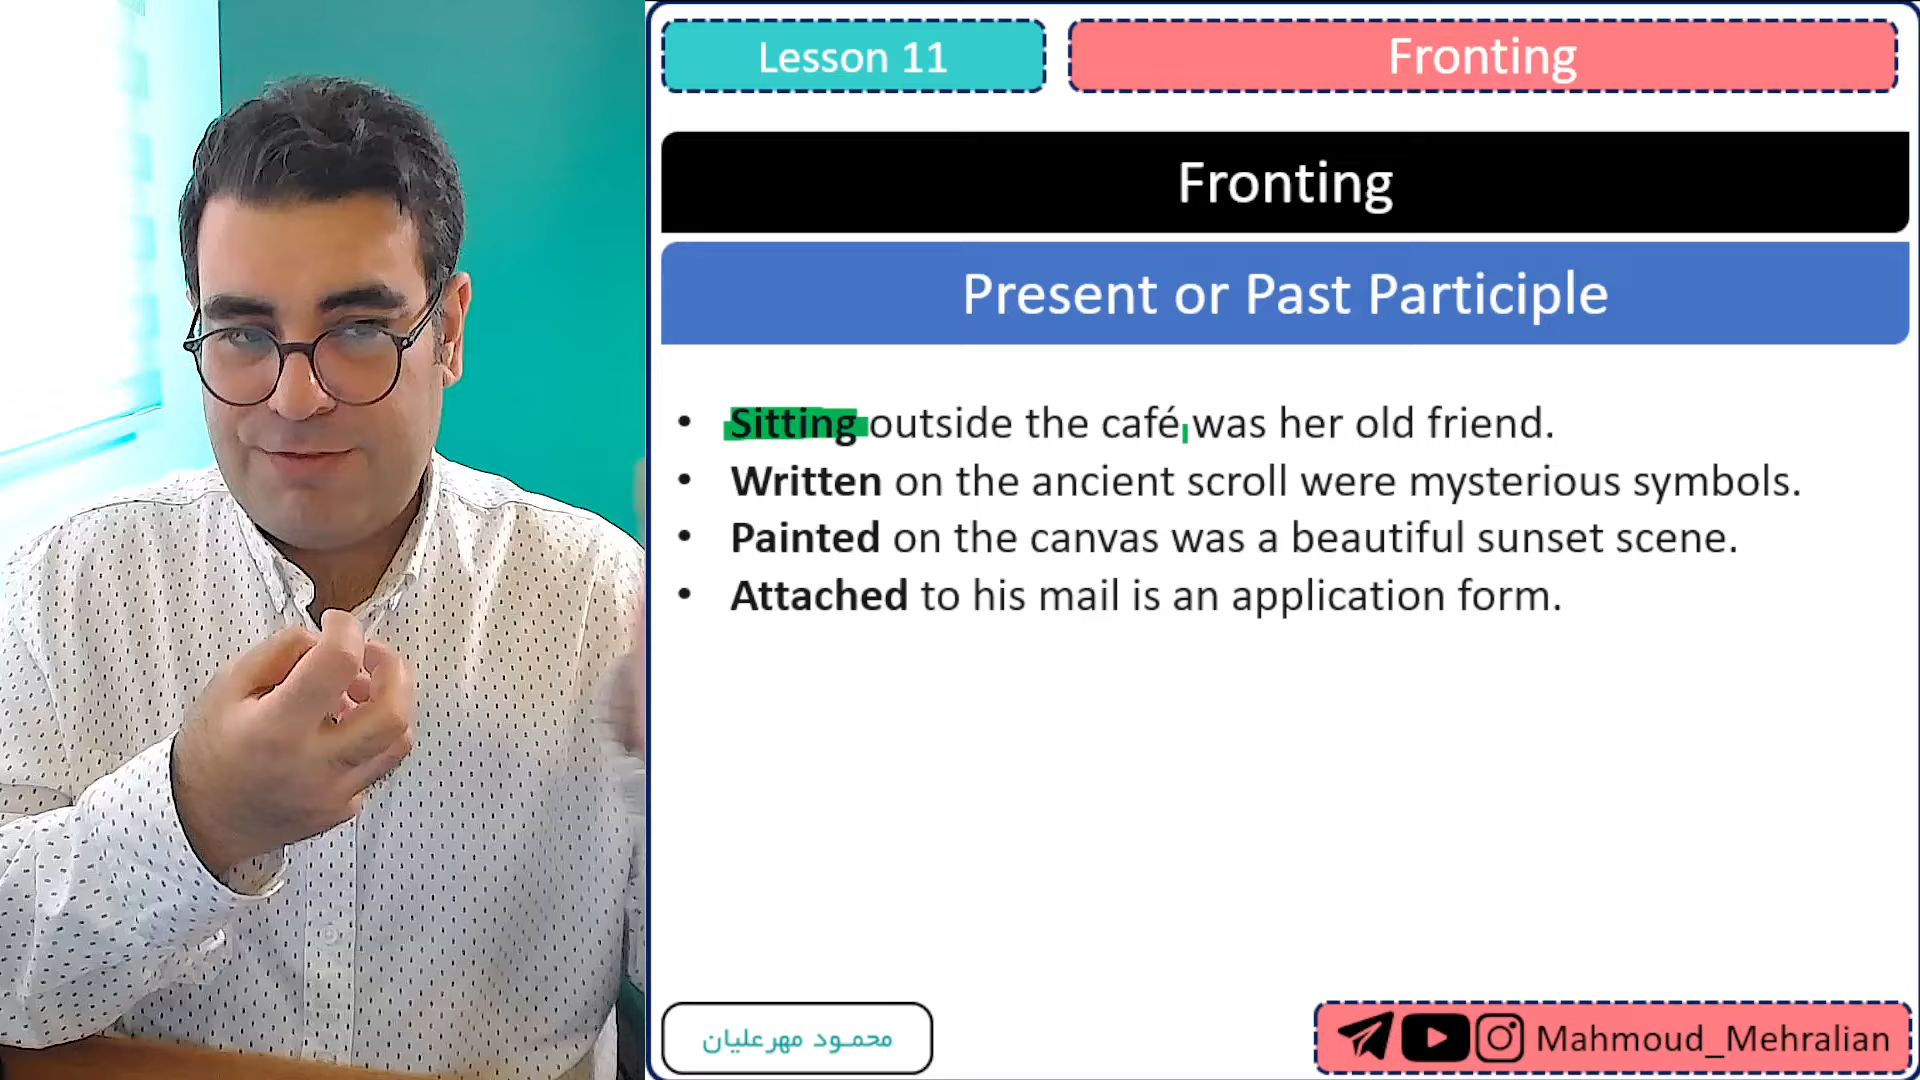 Lesson 11
Fronting
Fronting
Present or Past Participle
• Sitting outside the café was her old friend.
• Written on the ancient scroll were mysterious symbols.
• Painted on the canvas was a beautiful sunset scene.
• Attached to his mail is an application form.
محمـود مهرعلیان
Mahmoud_Mehralian